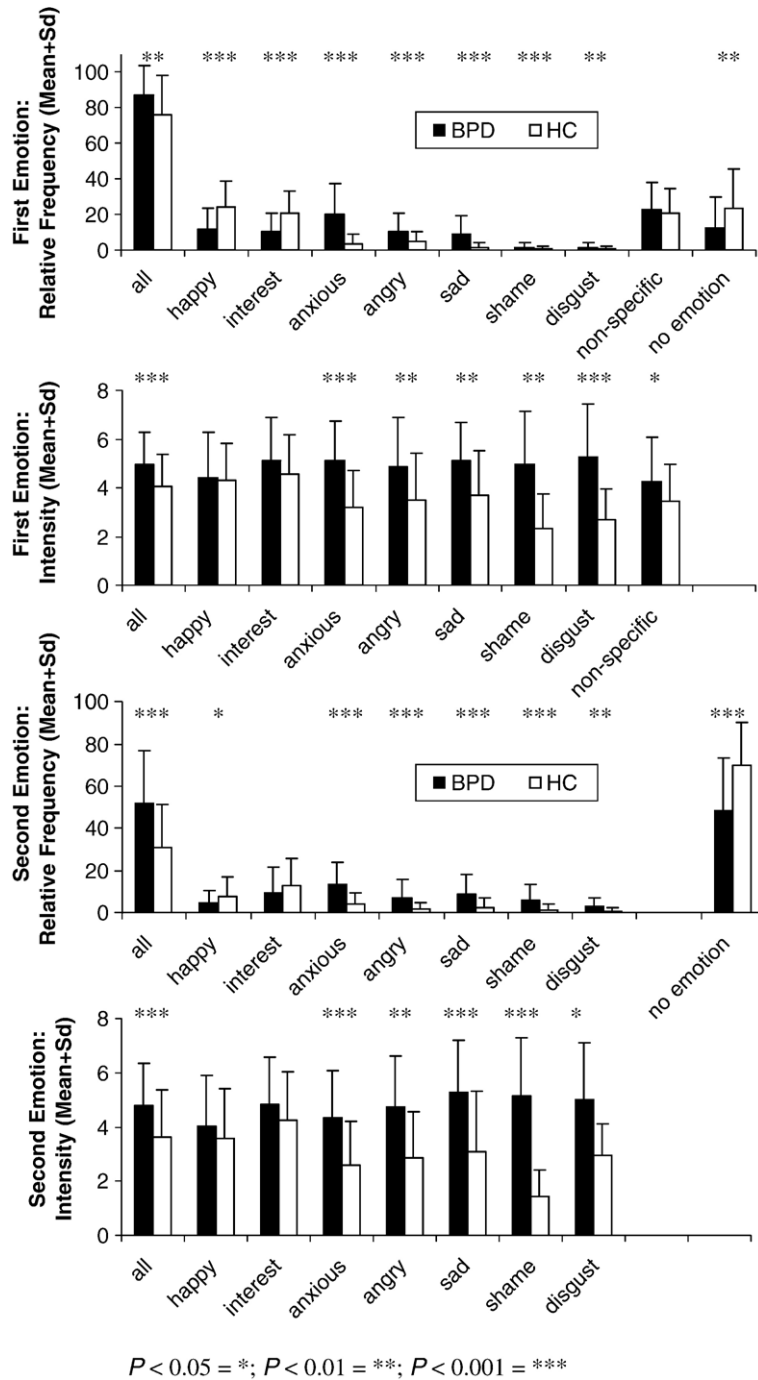 First Emotion:
Relative Frequency (Mean+Sd)
** *** *** *** *** *** *** ** **
100
80
60
40
20
0
BPD HC
all happy interest anxious angry sad shame disgust non-specific no emotion
First Emotion:
Intensity (Mean+Sd)
*** *** ** ** ** *** *
8
6
4
2
0
all happy interest anxious angry sad shame disgust non-specific
Second Emotion:
Relative Frequency (Mean+Sd)
*** * *** *** *** *** ** ***
100
80
60
40
20
0
BPD HC
all happy interest anxious angry sad shame disgust no emotion
Second Emotion:
Intensity (Mean+Sd)
*** *** ** *** *** *
8
6
4
2
0
all happy interest anxious angry sad shame disgust
P < 0.05 = *; P < 0.01 = **; P < 0.001 = ***